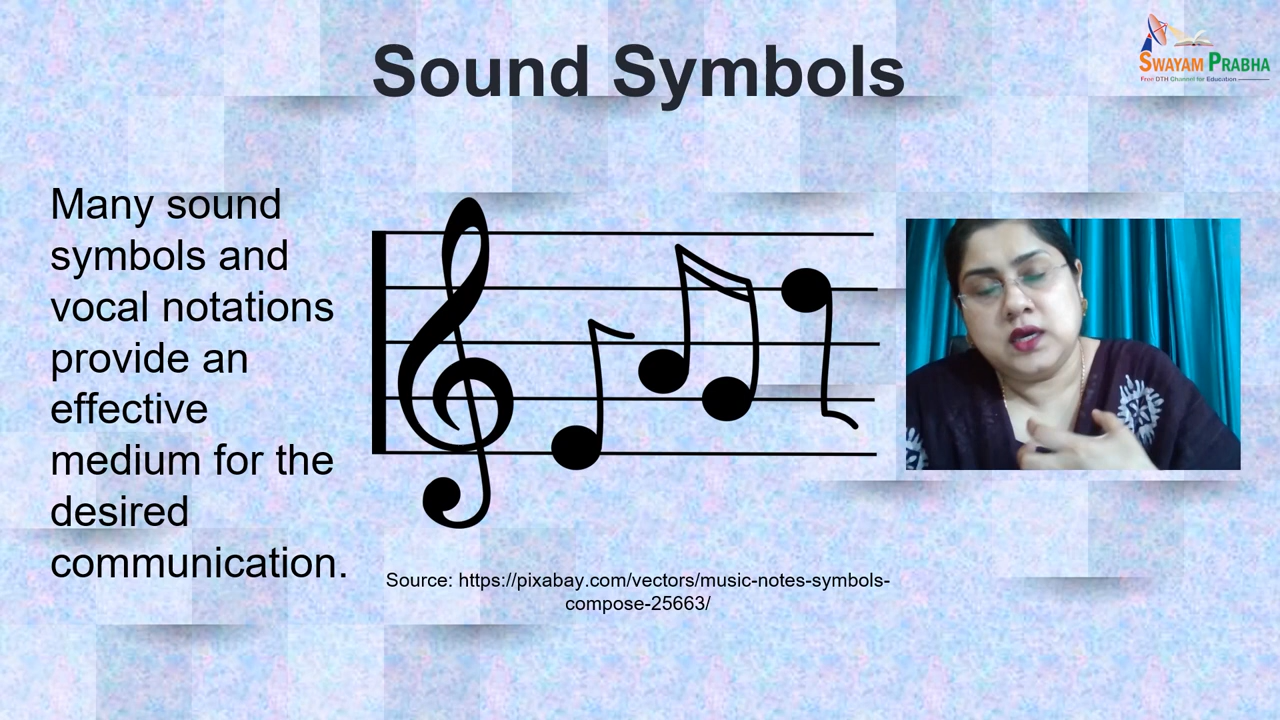 Sound Symbols
SWAYAM PRABHA
Free DTH Channel for Education
Many sound
symbols and
vocal notations
provide an
effective
medium for the
desired
communication.
Source: https://pixabay.com/vectors/music-notes-symbols-
compose-25663/